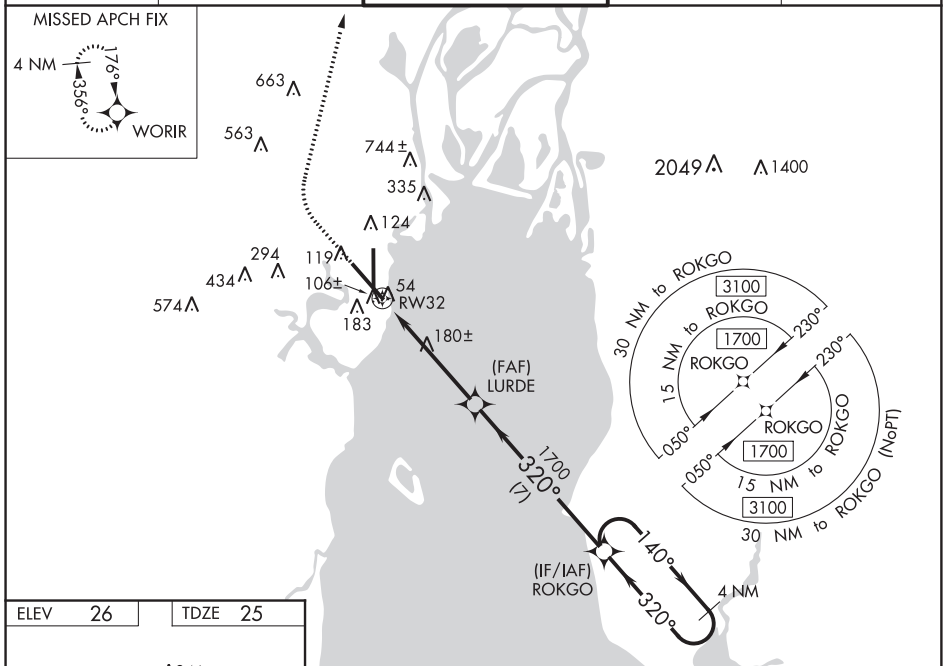 MISSED APCH FIX
4 NM
176°
356°
WORIR
663
563
744±
335
2049
1400
124
294
119
434
106±
54
574
RW32
183
180±
(FAF)
LURDE
1700
320°
(7)
(IF/IAF)
ROKGO
140°
320°
4 NM
30 NM to ROKGO
3100
15 NM to ROKGO
1700
ROKGO
230°
050°
230°
ROKGO
050°
1700
15 NM to ROKGO
3100
30 NM to ROKGO (NoPT)
ELEV 26
TDZE 25